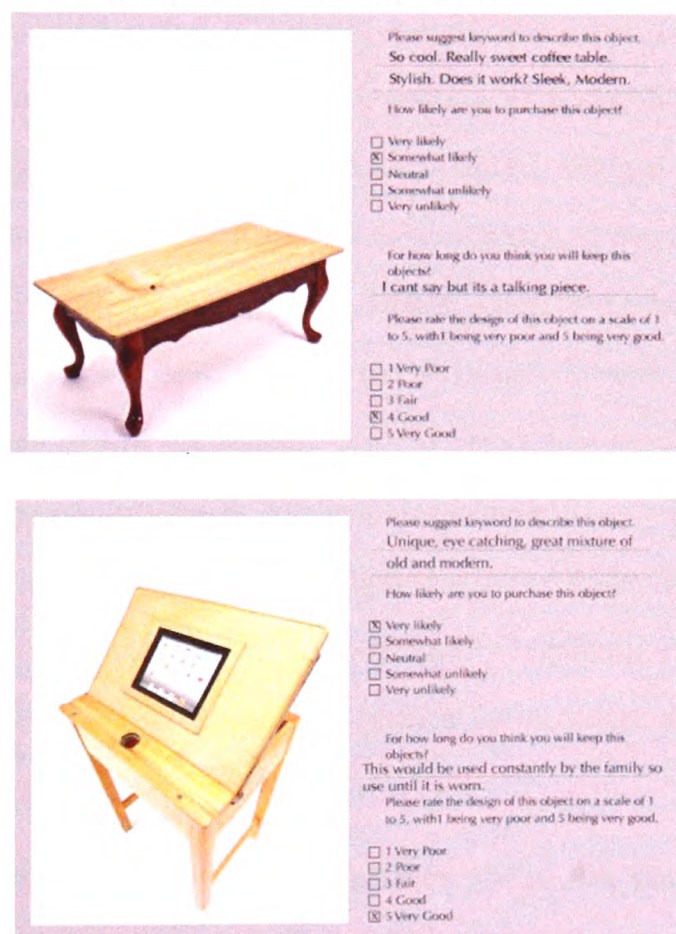 Please suggest keyword to describe this object.
So cool. Really sweet coffee table.
Stylish. Does it work? Sleek, Modern.
How likely are you to purchase this object?
Very likely
X Somewhat likely
Neutral
Somewhat unlikely
Very unlikely
For how long do you think you will keep this
objects?
I cant say but its a talking piece.
Please rate the design of this object on a scale of 1
to 5, with1 being very poor and 5 being very good.
1 Very Poor
2 Poor
3 Fair
X 4 Good
5 Very Good
Please suggest keyword to describe this object.
Unique, eye catching, great mixture of
old and modern.
How likely are you to purchase this object?
X Very likely
Somewhat likely
Neutral
Somewhat unlikely
Very unlikely
For how long do you think you will keep this
objects?
This would be used constantly by the family so
use until it is worn.
Please rate the design of this object on a scale of 1
to 5, with1 being very poor and 5 being very good.
1 Very Poor
2 Poor
3 Fair
4 Good
X 5 Very Good